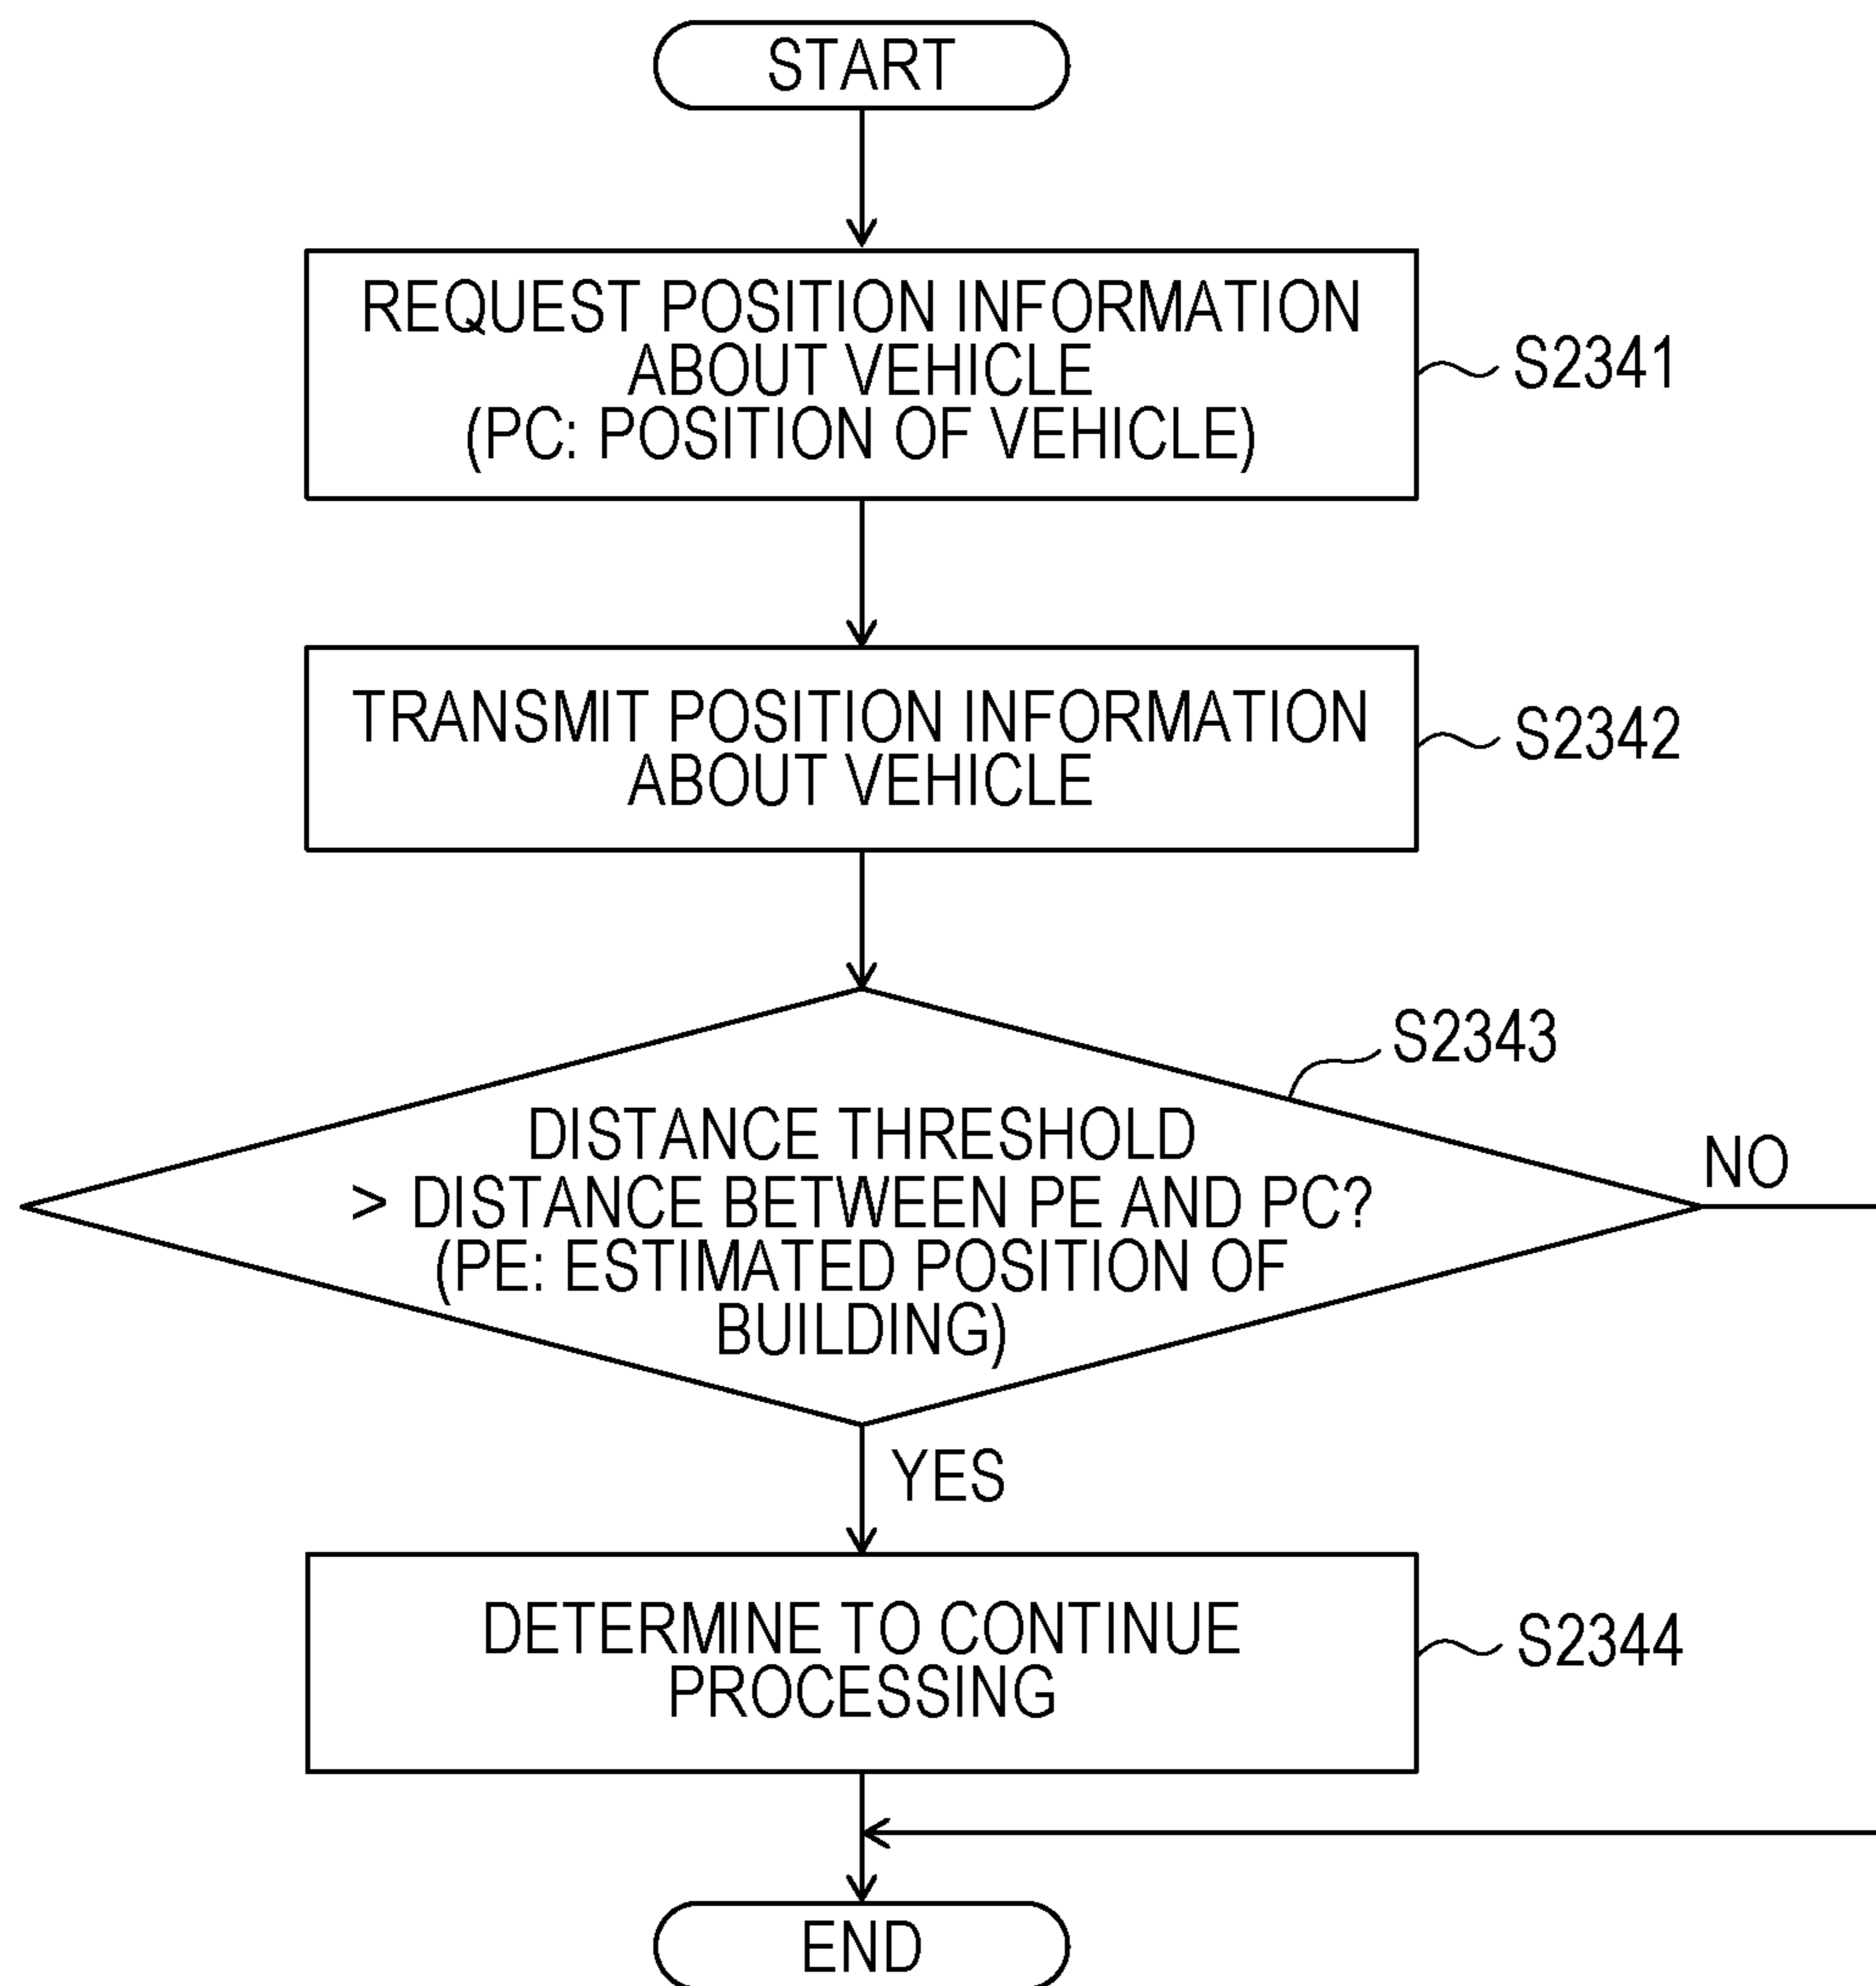 START
REQUEST POSITION INFORMATION
ABOUT VEHICLE
(PC: POSITION OF VEHICLE)
S2341
TRANSMIT POSITION INFORMATION
ABOUT VEHICLE
S2342
S2343
DISTANCE THRESHOLD
> DISTANCE BETWEEN PE AND PC?
(PE: ESTIMATED POSITION OF
BUILDING)
NO
YES
DETERMINE TO CONTINUE
PROCESSING
S2344
END